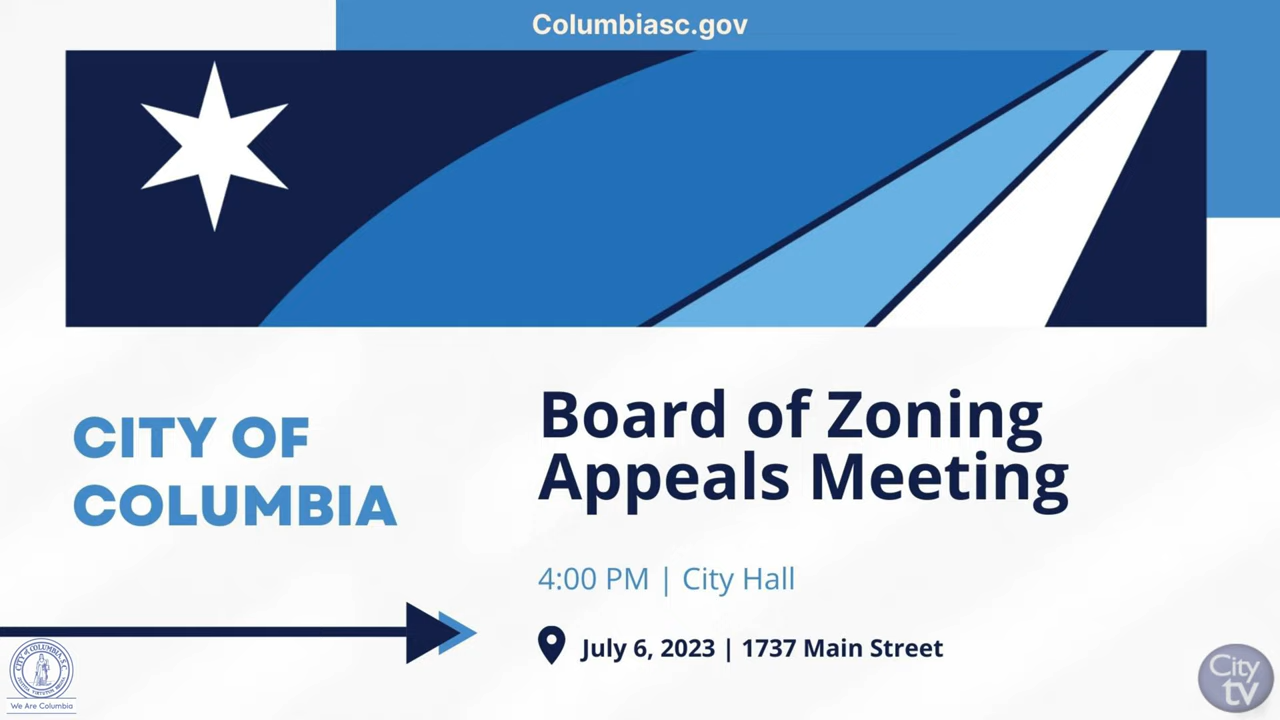 Columbiasc.gov
CITY OF
COLUMBIA
Board of Zoning
Appeals Meeting
4:00 PM | City Hall
July 6, 2023 | 1737 Main Street
We Are Columbia
City
tv